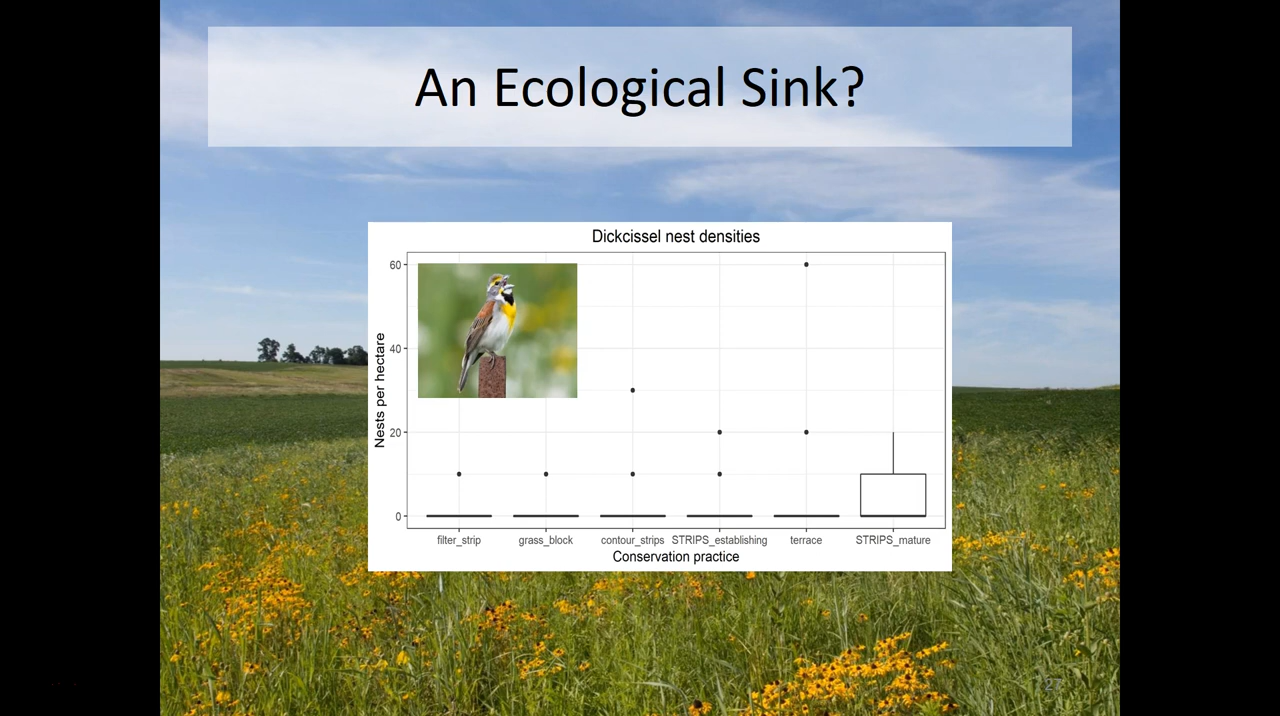 An Ecological Sink?
Dickcissel nest densities
Nests per hectare
60
40
20
0
filter_strip grass_block contour_strips STRIPS_establishing terrace STRIPS_mature
Conservation practice
27